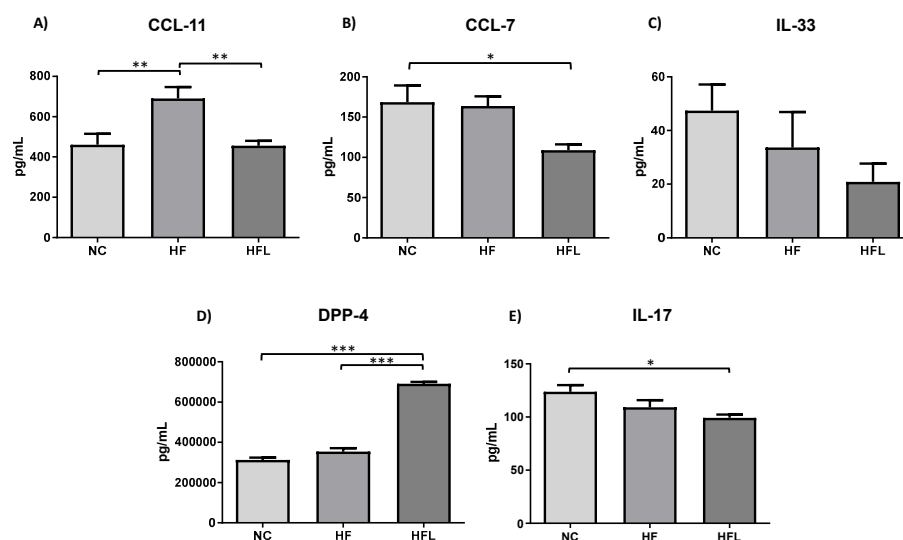 A) CCL-11
**
**
800
600
400
200
0
pg/mL
NC HF HFL
B) CCL-7
*
200
150
100
50
0
pg/mL
NC HF HFL
C) IL-33
60
40
20
0
pg/mL
NC HF HFL
D) DPP-4
***
***
800000
600000
400000
200000
0
pg/mL
NC HF HFL
E) IL-17
*
150
100
50
0
pg/mL
NC HF HFL